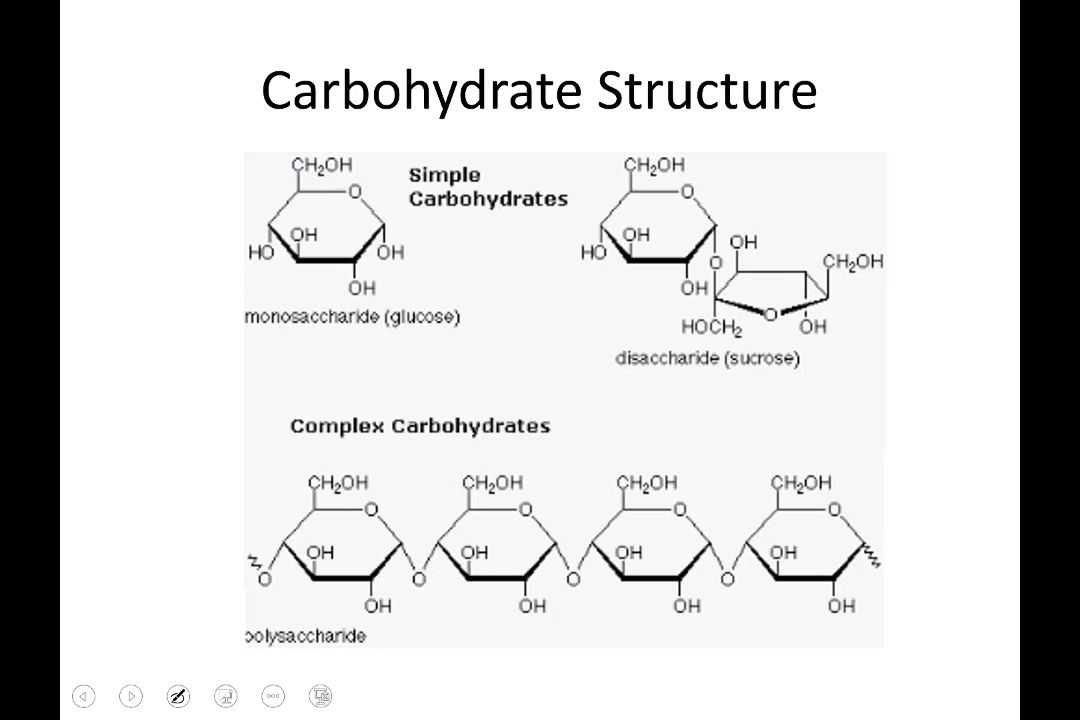 Carbohydrate Structure
CH₂OH
O
OH
HO
OH
OH
monosaccharide (glucose)
Simple
Carbohydrates
CH₂OH
O
OH
HO
OH
O
OH
CH₂OH
HOCH₂
O
OH
disaccharide (sucrose)
Complex Carbohydrates
CH₂OH
CH₂OH
CH₂OH
CH₂OH
O
O
O
O
OH
OH
OH
OH
O
O
O
O
OH
OH
OH
OH
polysaccharide